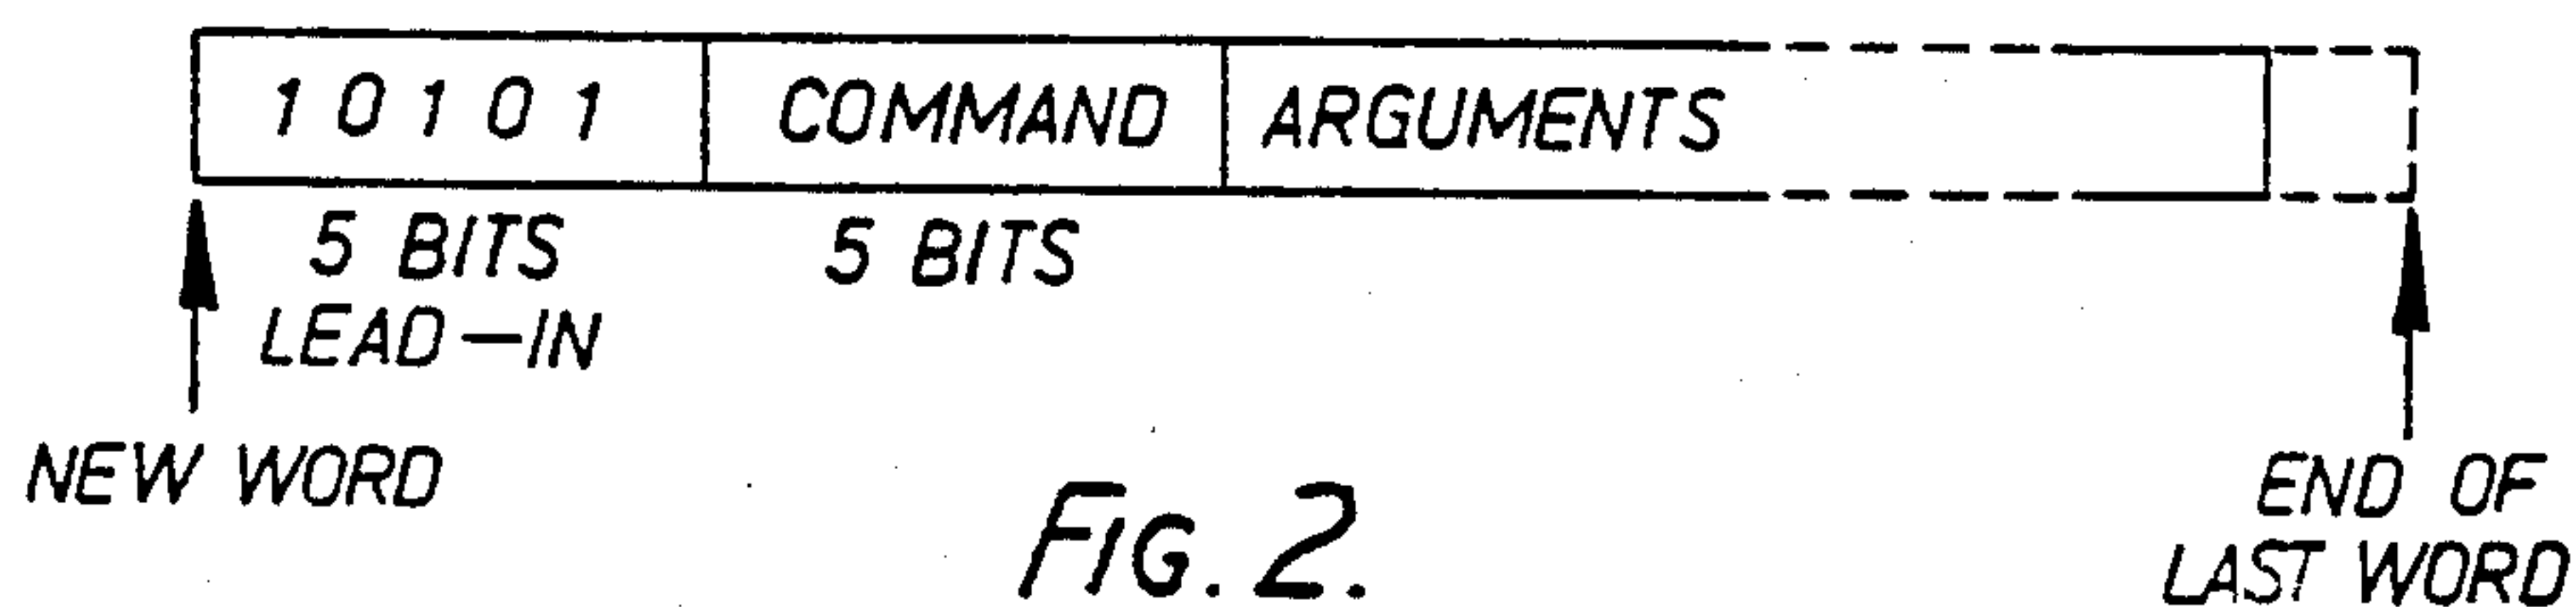 1 0 1 0 1 COMMAND ARGUMENTS
5 BITS 5 BITS
LEAD—IN
NEW WORD
END OF
LAST WORD
FIG. 2.